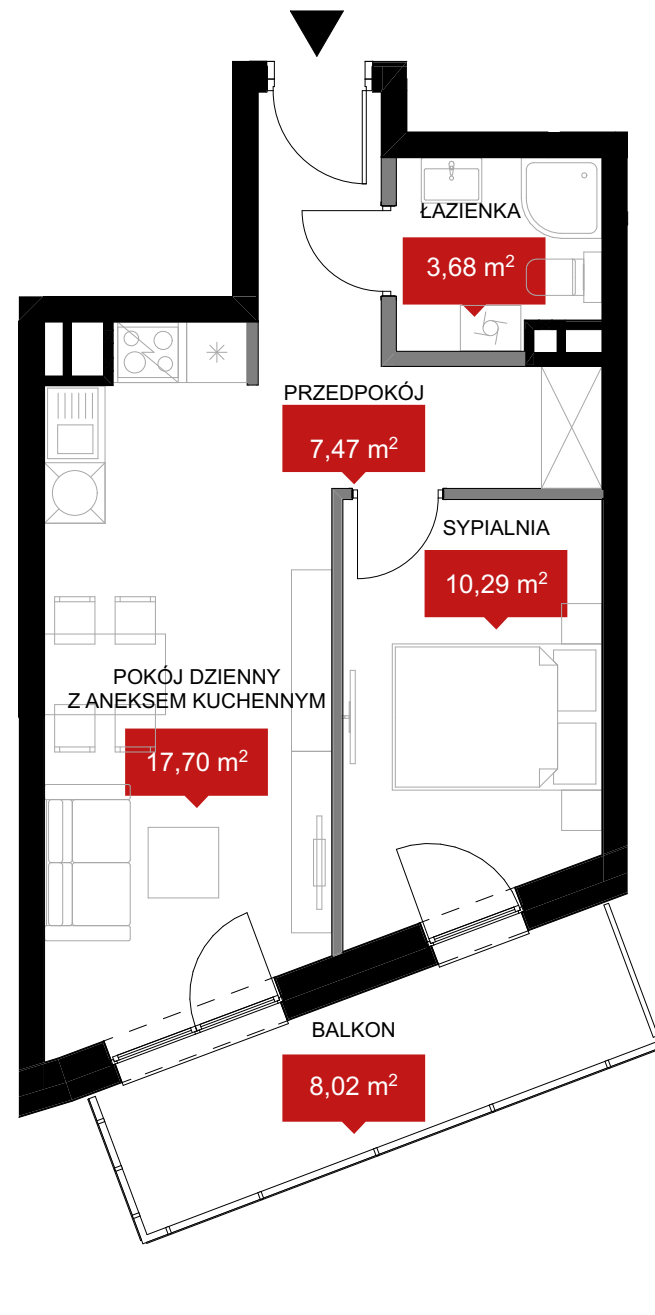 ŁAZIENKA
3,68 m²
PRZEDPOKÓJ
7,47 m²
SYPIALNIA
10,29 m²
POKÓJ DZIENNY
Z ANEKSEM KUCHENNYM
17,70 m²
BALKON
8,02 m²